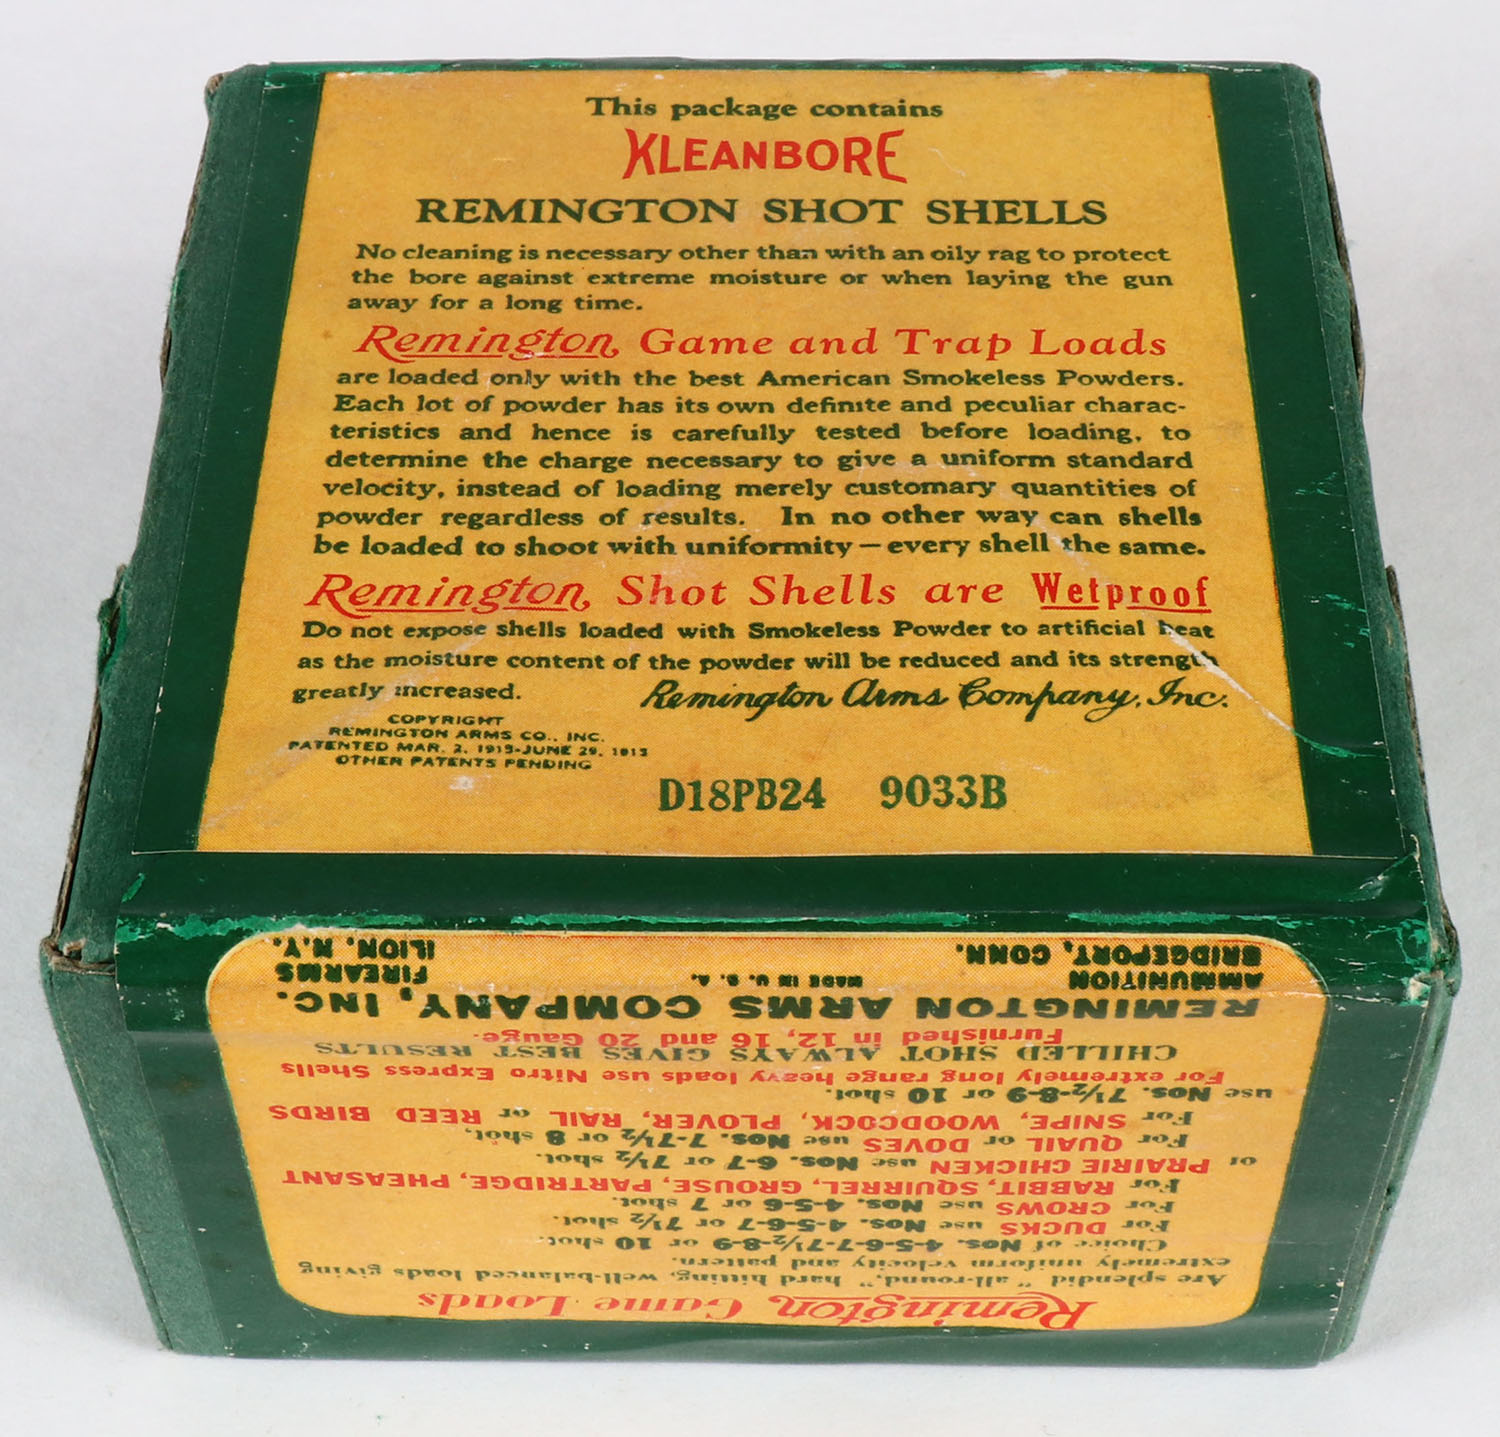 This package contains
KLEANBORE
REMINGTON SHOT SHELLS
No cleaning is necessary other than with an oily rag to protect
the bore against extreme moisture or when laying the gun
away for a long time.
Remington, Game and Trap Loads
are loaded only with the best American Smokeless Powders.
Each lot of powder has its own definite and peculiar charac-
teristics and hence is carefully tested before loading, to
determine the charge necessary to give a uniform standard
velocity, instead of loading merely customary quantities of
powder regardless of results. In no other way can shells
be loaded to shoot with uniformity—every shell the same.
Remington, Shot Shells are Wetproof
Do not expose shells loaded with Smokeless Powder to artificial heat
as the moisture content of the powder will be reduced and its strength
greatly increased. Remington Arms Company, Inc.
COPYRIGHT
REMINGTON ARMS CO., INC.
PATENTED MAR. 2, 1915-JUNE 29, 1915
OTHER PATENTS PENDING
D18PB24 9033B
Remington, Game Loads
Are splendid "all-round," hard hitting, well-balanced loads giving
extremely uniform velocity and pattern.
Choice of Nos. 4-5-6-7-7½-8-9 or 10 shot.
For DUCKS use Nos. 4-5-6-7 or 7½ shot.
For CROWS use Nos. 4-5-6 or 7 shot.
For RABBIT, SQUIRREL, GROUSE, PARTRIDGE, PHEASANT
or PRAIRIE CHICKEN use Nos. 6-7 or 7½ shot.
For QUAIL or DOVES use Nos. 7-7½ or 8 shot.
For SNIPE, WOODCOCK, PLOVER, RAIL or REED BIRDS
use Nos. 7½-8-9 or 10 shot.
For extremely long range heavy loads use Nitro Express Shells
CHILLED SHOT ALWAYS GIVES BEST RESULTS
Furnished in 12, 16 and 20 Gauge.
REMINGTON ARMS COMPANY, INC.
AMMUNITION MADE IN U. S. A. FIREARMS
BRIDGEPORT, CONN. ILION, N.Y.